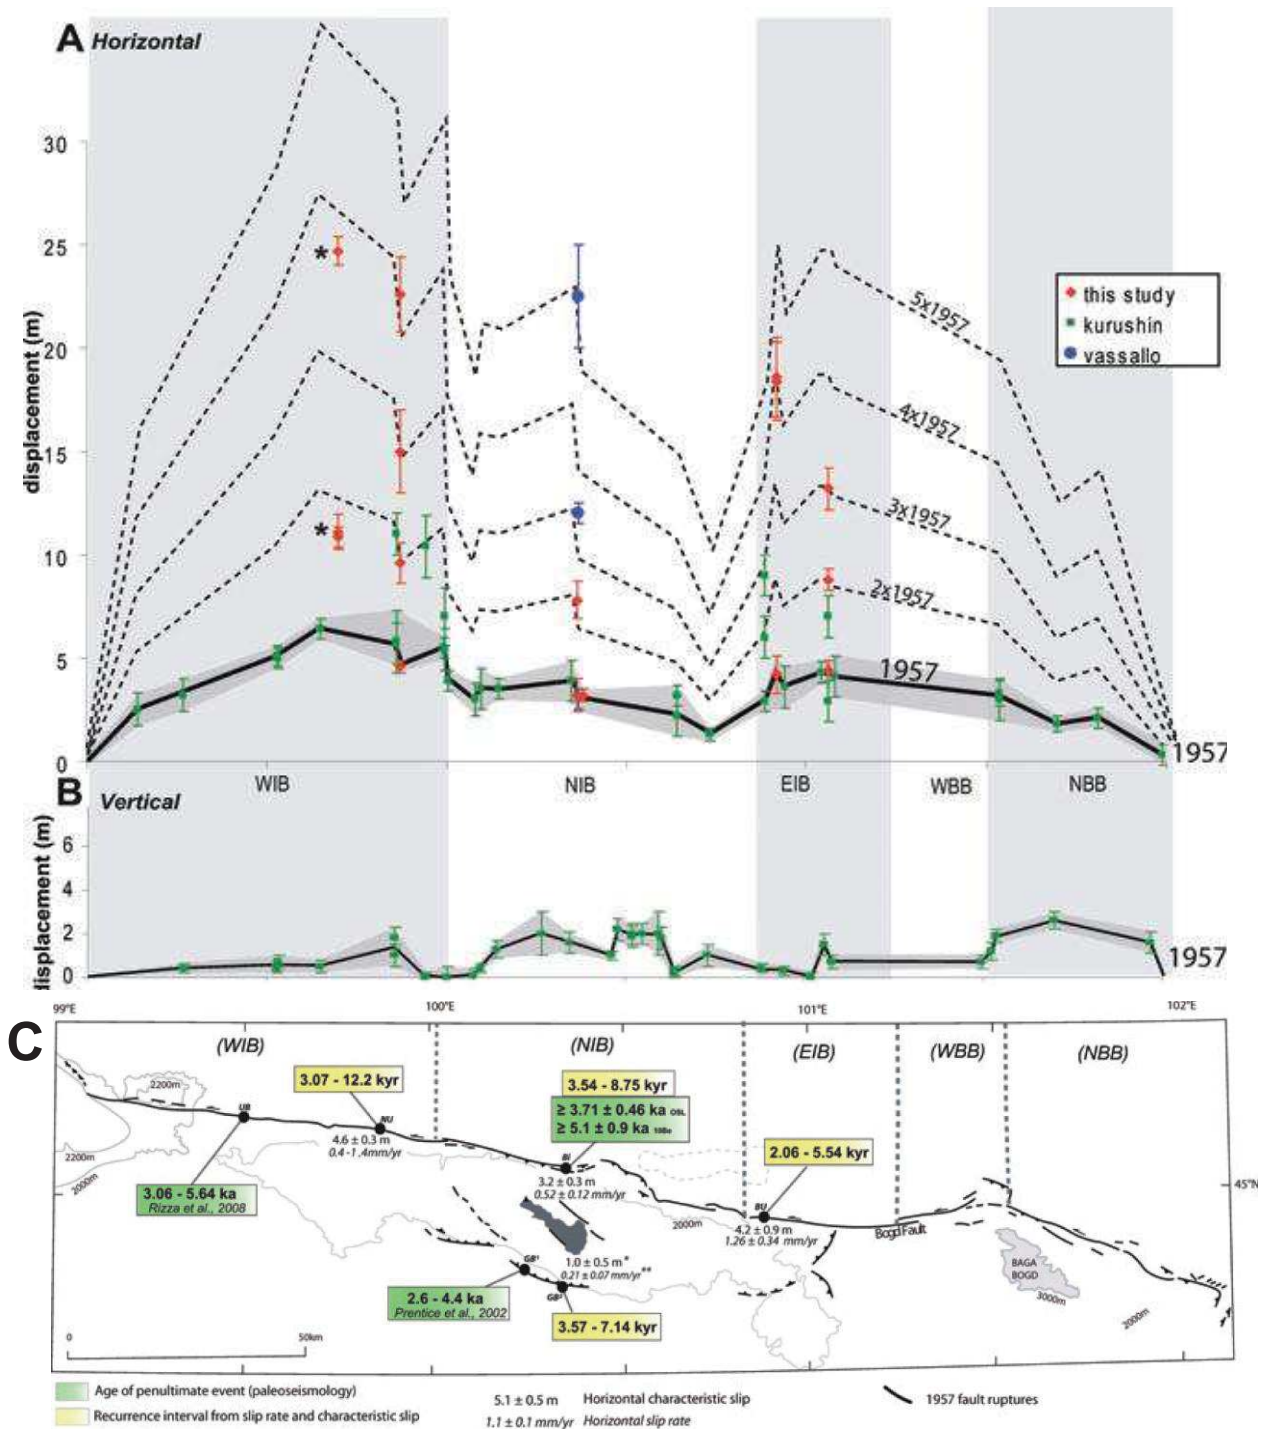 A Horizontal
30
25
20
15
10
5
0
displacement (m)
*
*
5x1957
4x1957
3x1957
2x1957
1957
1957
this study
kurushin
vassallo
WIB
NIB
EIB
WBB
NBB
B Vertical
6
4
2
0
displacement (m)
1957
99°E
100°E
101°E
102°E
C
(WIB)
(NIB)
(EIB)
(WBB)
(NBB)
2200m
3.07 - 12.2 kyr
3.54 - 8.75 kyr
≥ 3.71 ± 0.46 ka OSL
≥ 5.1 ± 0.9 ka 10Be
2.06 - 5.54 kyr
UB
NU
4.6 ± 0.3 m
0.4 - 1.4mm/yr
2200m
2000m
BI
3.2 ± 0.3 m
0.52 ± 0.12 mm/yr
45°N
3.06 - 5.64 ka
Rizza et al., 2008
BU
2000m
4.2 ± 0.9 m
1.26 ± 0.34 mm/yr
Bogd Fault
GB¹
1.0 ± 0.5 m *
0.21 ± 0.07 mm/yr**
GB²
BAGA
BOGD
3000m
2000m
2.6 - 4.4 ka
Prentice et al., 2002
3.57 - 7.14 kyr
0
50km
Age of penultimate event (paleoseismology)
Recurrence interval from slip rate and characteristic slip
5.1 ± 0.5 m Horizontal characteristic slip
1.1 ± 0.1 mm/yr Horizontal slip rate
1957 fault ruptures